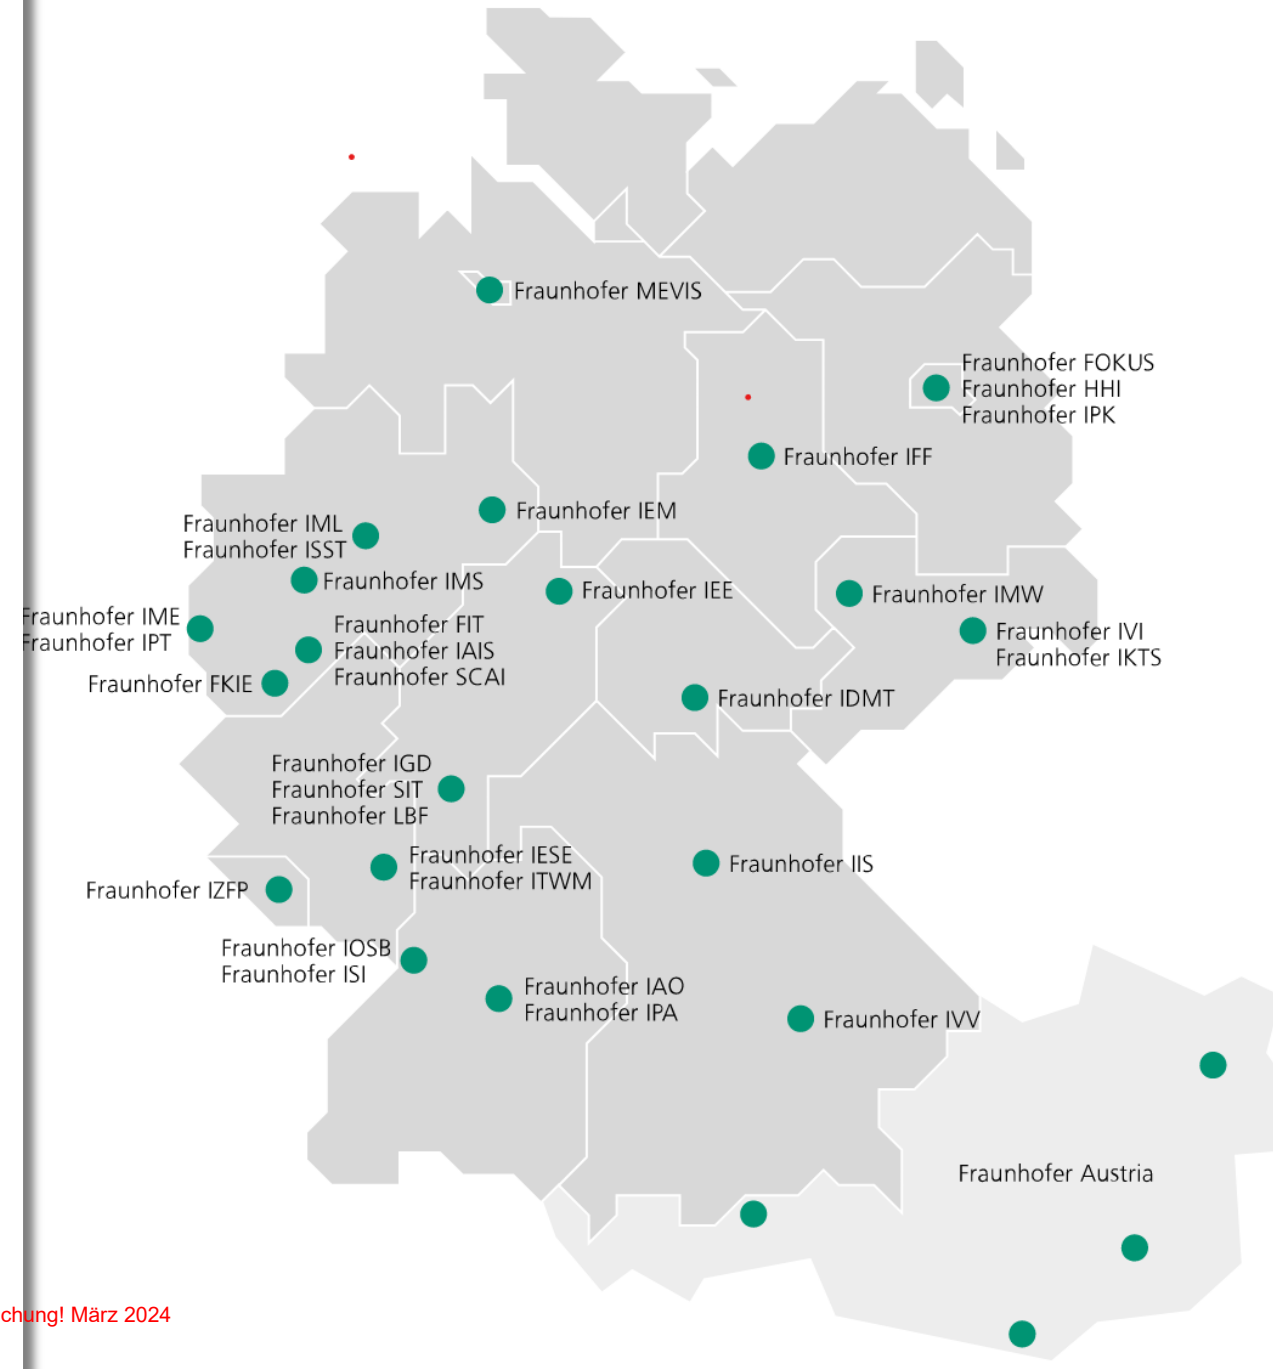 Fraunhofer MEVIS
Fraunhofer FOKUS
Fraunhofer HHI
Fraunhofer IPK
Fraunhofer IFF
Fraunhofer IEM
Fraunhofer IML
Fraunhofer ISST
Fraunhofer IMS
Fraunhofer IEE
Fraunhofer IMW
Fraunhofer IME
Fraunhofer IPT
Fraunhofer FIT
Fraunhofer IAIS
Fraunhofer SCAI
Fraunhofer IVI
Fraunhofer IKTS
Fraunhofer FKIE
Fraunhofer IDMT
Fraunhofer IGD
Fraunhofer SIT
Fraunhofer LBF
Fraunhofer IESE
Fraunhofer ITWM
Fraunhofer IIS
Fraunhofer IZFP
Fraunhofer IOSB
Fraunhofer ISI
Fraunhofer IAO
Fraunhofer IPA
Fraunhofer IVV
Fraunhofer Austria
chung! März 2024